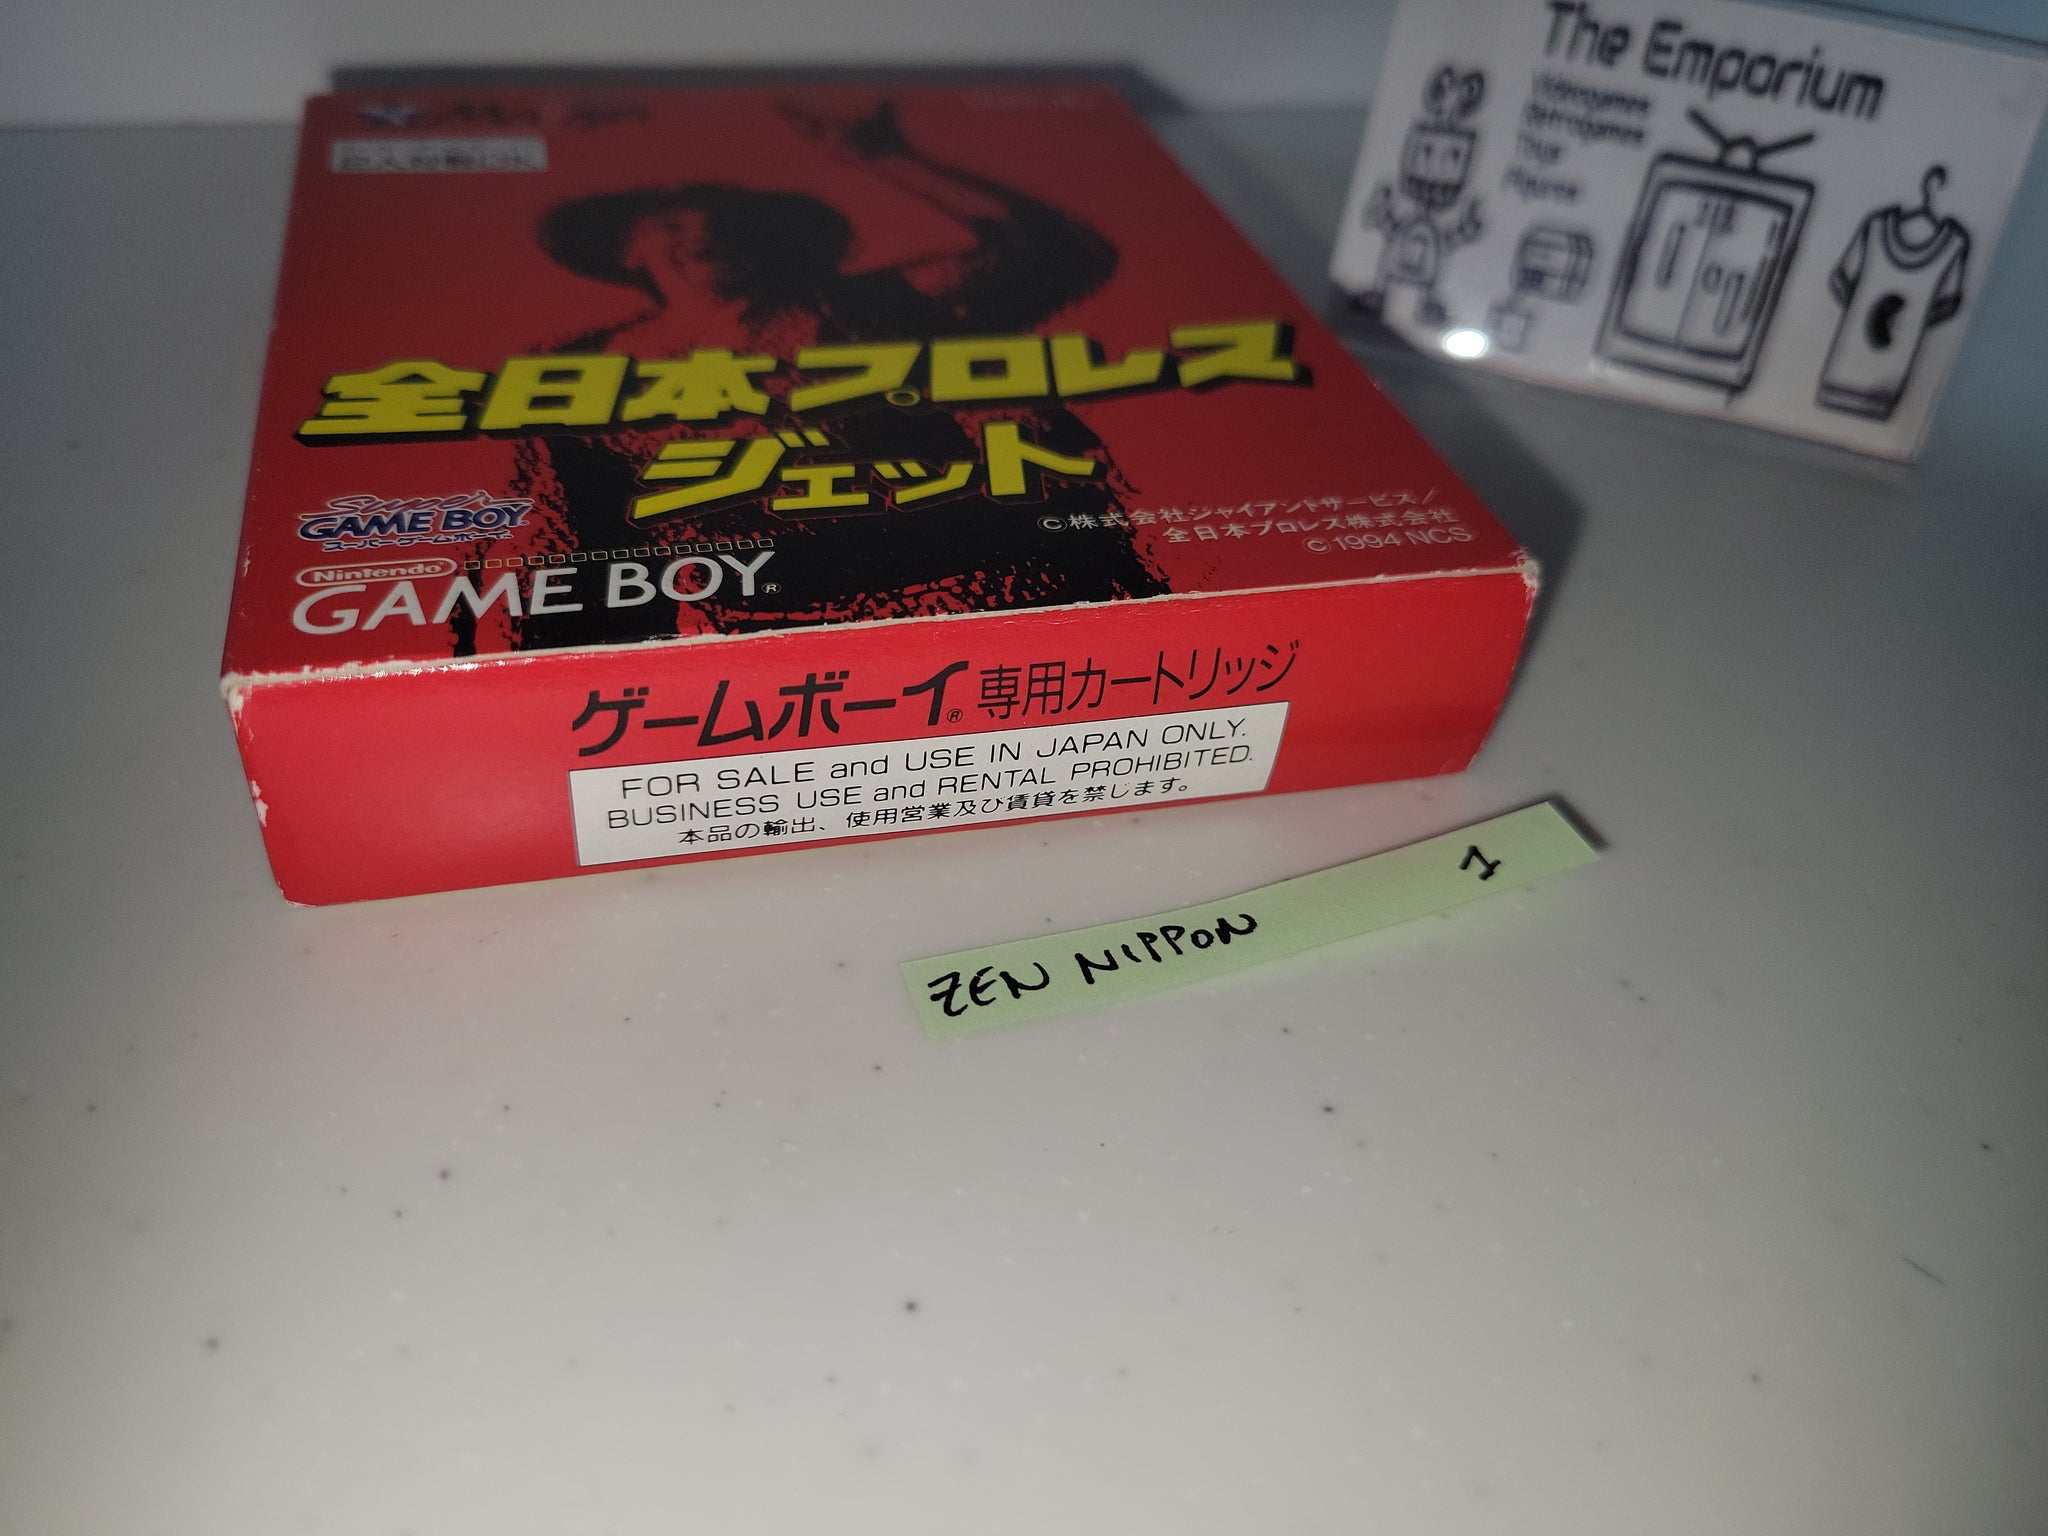 The Emporium
Videogames
Retrogames
Toys
Figures
全日本プロレス
ジェット
Super
GAME BOY
スーパーゲームボーイ
Nintendo
GAME BOY®
©株式会社ジャイアントサービス/
全日本プロレス株式会社
©1994 NCS
ゲームボーイ®専用カートリッジ
FOR SALE and USE IN JAPAN ONLY.
BUSINESS USE and RENTAL PROHIBITED.
本品の輸出、使用営業及び賃貸を禁じます。
ZEN NIPPON 1